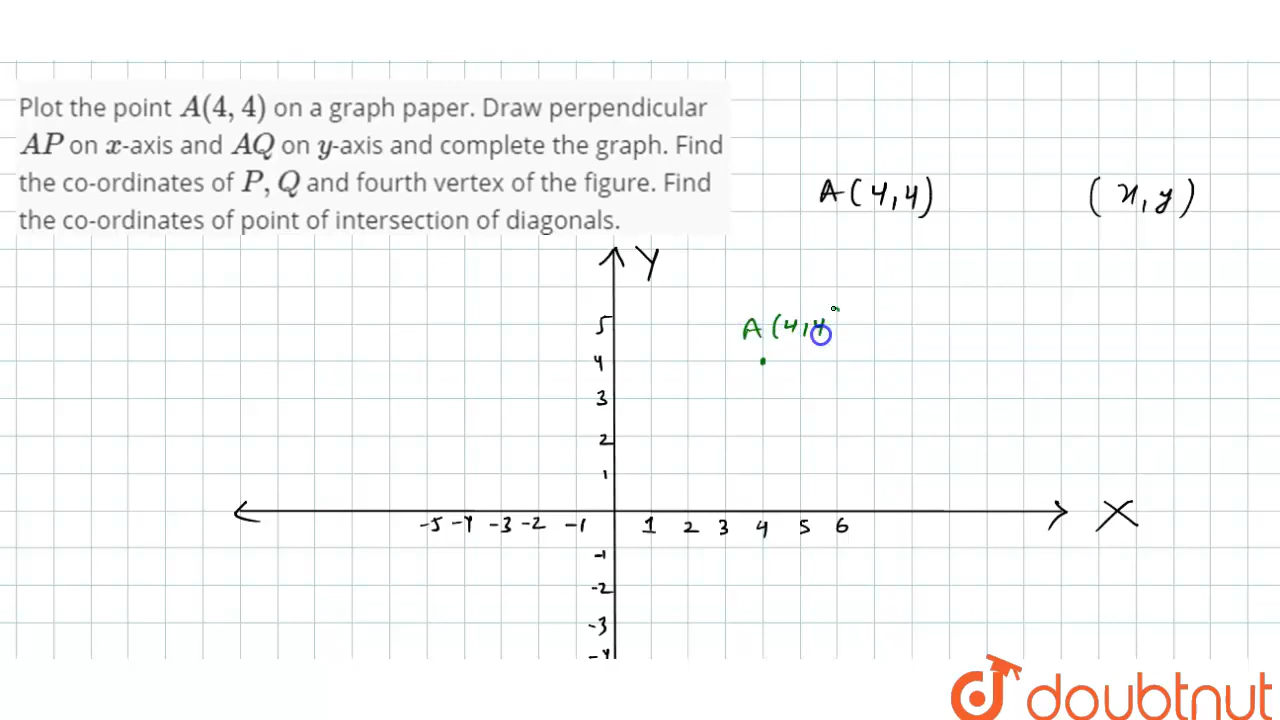 Plot the point A(4, 4) on a graph paper. Draw perpendicular
AP on x-axis and AQ on y-axis and complete the graph. Find
the co-ordinates of P, Q and fourth vertex of the figure. Find
the co-ordinates of point of intersection of diagonals.
A(4,4) (x,y)
Y
A(4,4
5
4
3
2
1
X
-5 -4 -3 -2 -1 1 2 3 4 5 6
-1
-2
-3
-4
doubtnut